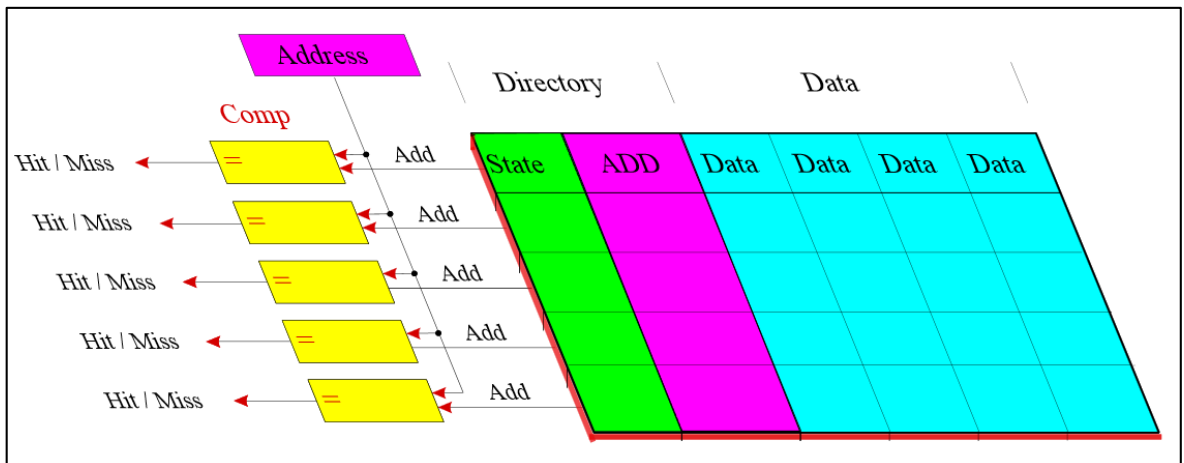 Address
Directory Data
Comp
Hit / Miss = Add State ADD Data Data Data Data
Hit / Miss = Add
Hit / Miss = Add
Hit / Miss = Add
Hit / Miss = Add